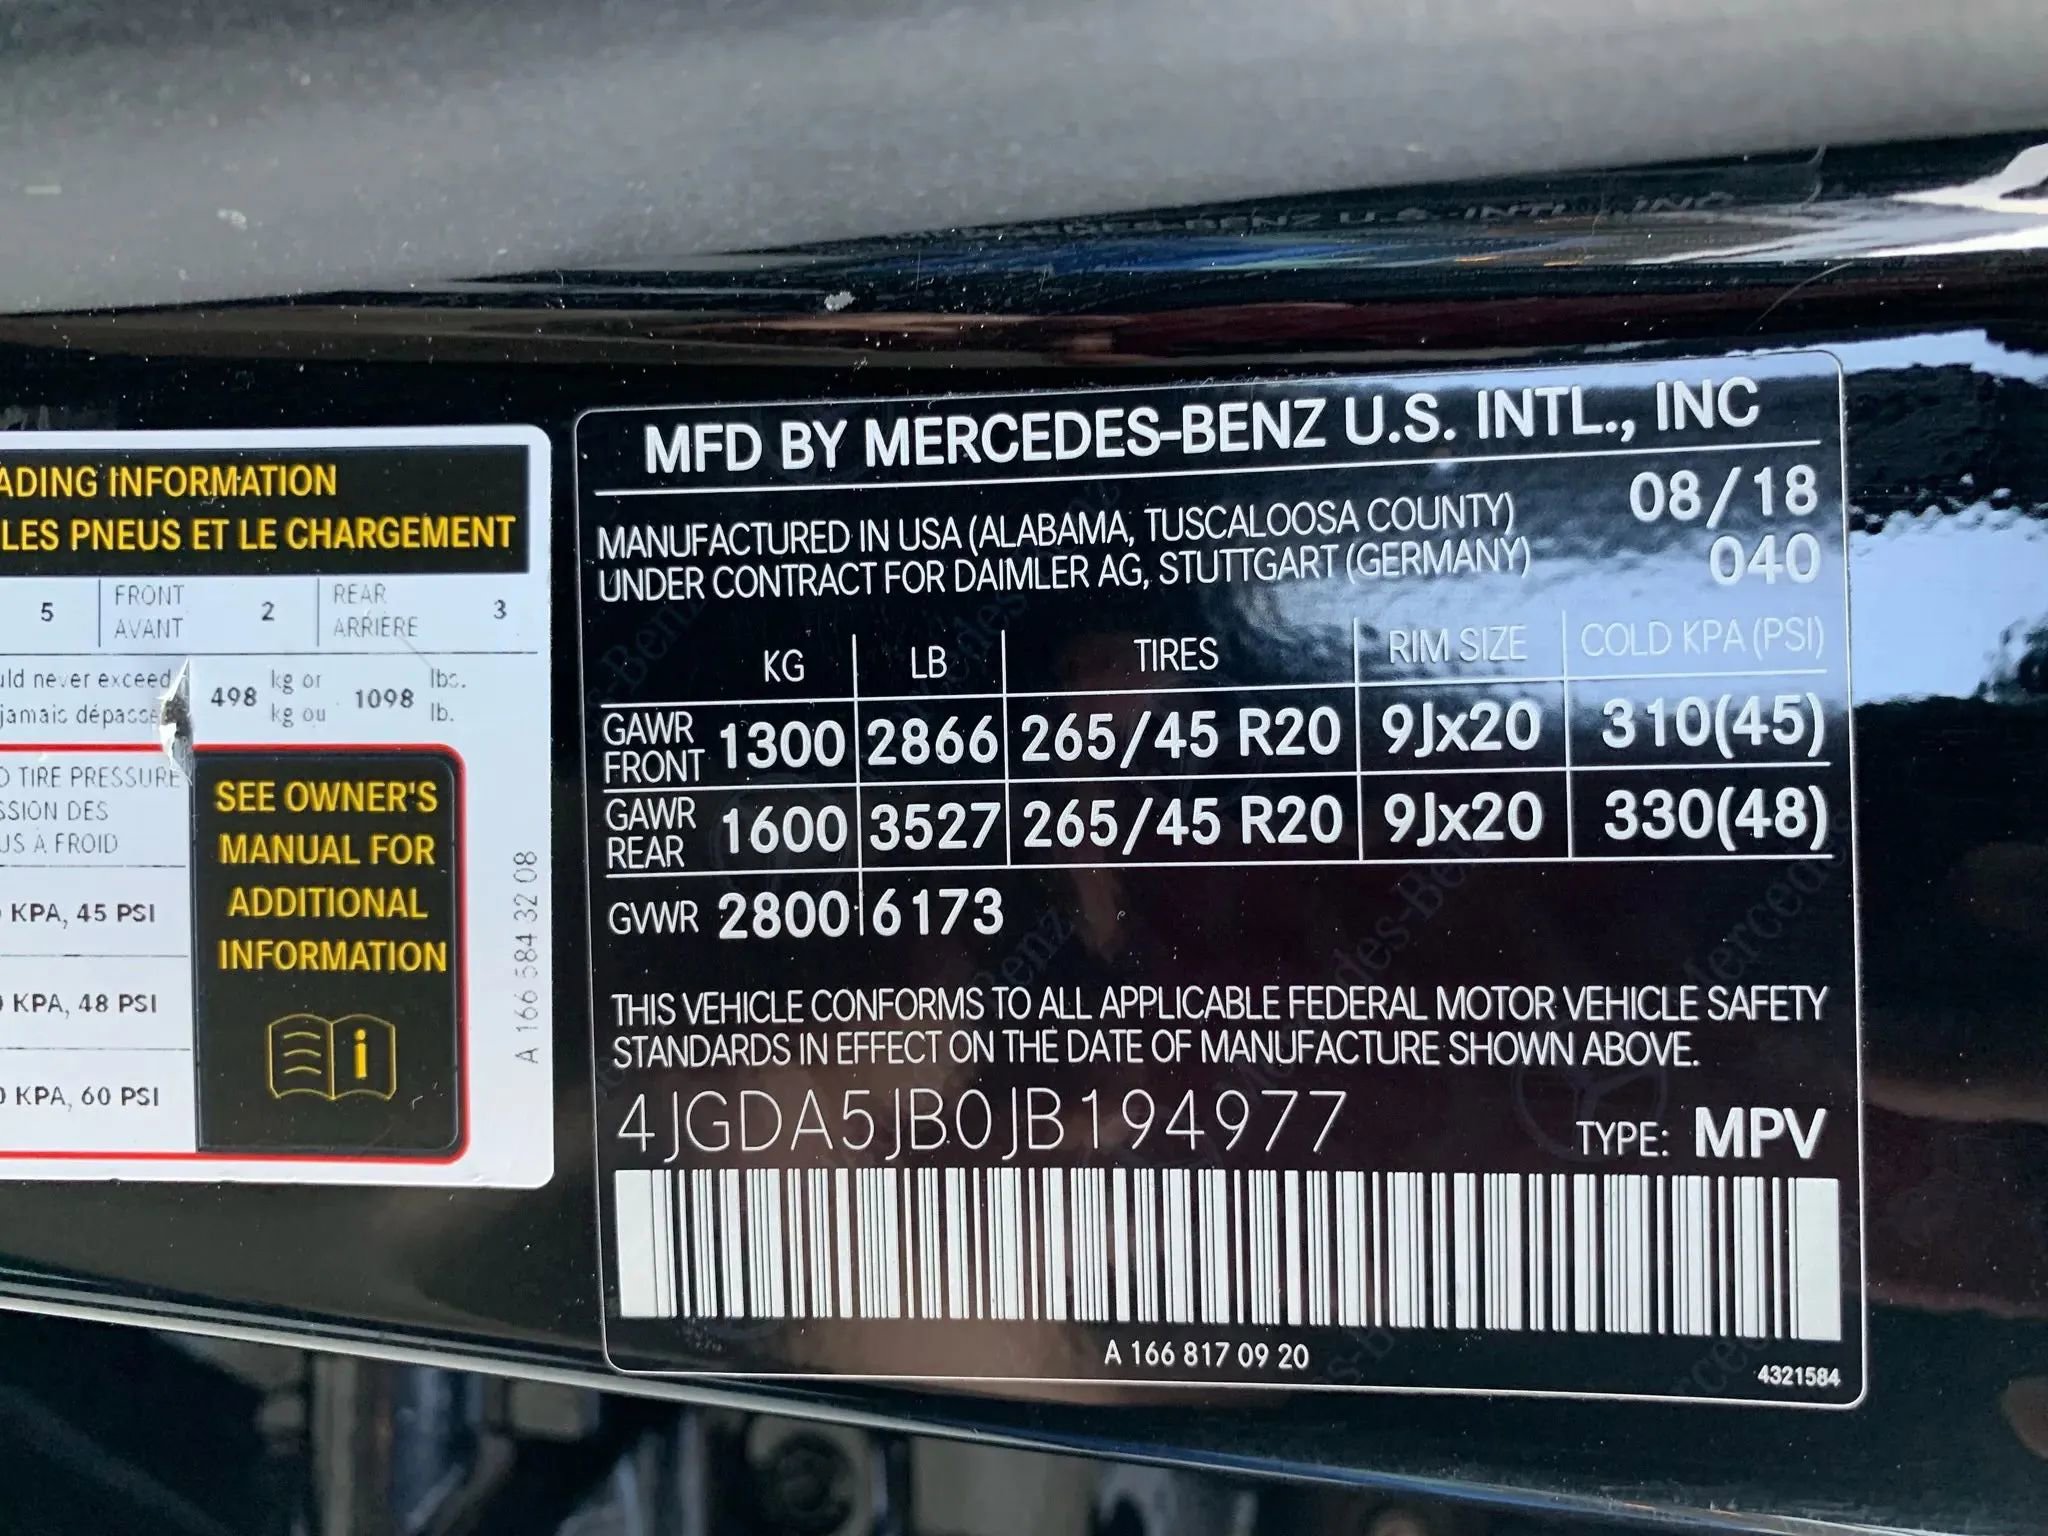 ADING INFORMATION
LES PNEUS ET LE CHARGEMENT
5 FRONT AVANT 2 REAR ARRIÈRE 3
uld never exceed 498 kg or 1098 lbs.
jamais dépasse kg ou lb.
O TIRE PRESSURE
SSION DES
US À FROID
KPA, 45 PSI
KPA, 48 PSI
0 KPA, 60 PSI
SEE OWNER'S
MANUAL FOR
ADDITIONAL
INFORMATION
i
A 166 584 32 08
MFD BY MERCEDES-BENZ U.S. INTL., INC
MANUFACTURED IN USA (ALABAMA, TUSCALOOSA COUNTY) 08/18
UNDER CONTRACT FOR DAIMLER AG, STUTTGART (GERMANY) 040
KG LB TIRES RIM SIZE COLD KPA (PSI)
GAWR FRONT 1300 2866 265/45 R20 9Jx20 310(45)
GAWR REAR 1600 3527 265/45 R20 9Jx20 330(48)
GVWR 2800 6173
THIS VEHICLE CONFORMS TO ALL APPLICABLE FEDERAL MOTOR VEHICLE SAFETY
STANDARDS IN EFFECT ON THE DATE OF MANUFACTURE SHOWN ABOVE.
4JGDA5JB0JB194977 TYPE: MPV
A 166 817 09 20
4321584